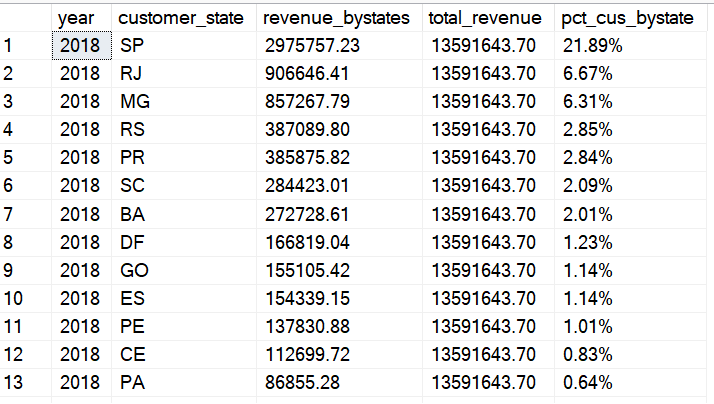 year customer_state revenue_bystates total_revenue pct_cus_bystate
1 2018 SP 2975757.23 13591643.70 21.89%
2 2018 RJ 906646.41 13591643.70 6.67%
3 2018 MG 857267.79 13591643.70 6.31%
4 2018 RS 387089.80 13591643.70 2.85%
5 2018 PR 385875.82 13591643.70 2.84%
6 2018 SC 284423.01 13591643.70 2.09%
7 2018 BA 272728.61 13591643.70 2.01%
8 2018 DF 166819.04 13591643.70 1.23%
9 2018 GO 155105.42 13591643.70 1.14%
10 2018 ES 154339.15 13591643.70 1.14%
11 2018 PE 137830.88 13591643.70 1.01%
12 2018 CE 112699.72 13591643.70 0.83%
13 2018 PA 86855.28 13591643.70 0.64%